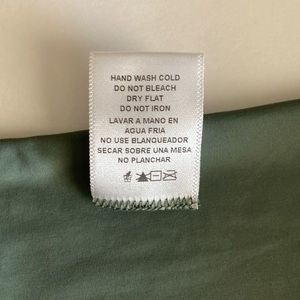 HAND WASH COLD
DO NOT BLEACH
DRY FLAT
DO NOT IRON
LAVAR A MANO EN
AGUA FRIA
NO USE BLANQUEADOR
SECAR SOBRE UNA MESA
NO PLANCHAR